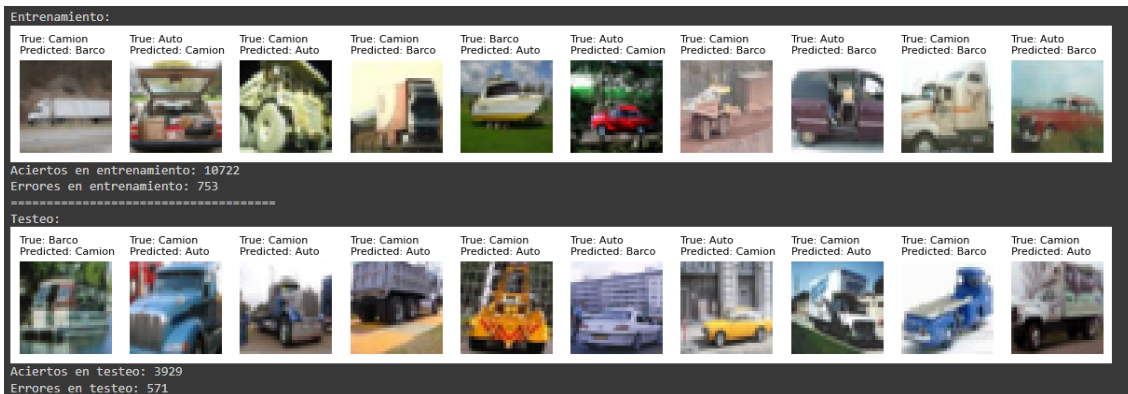 Entrenamiento:
True: Camion True: Auto True: Camion True: Camion True: Barco True: Auto True: Camion True: Auto True: Camion True: Auto
Predicted: Barco Predicted: Camion Predicted: Auto Predicted: Barco Predicted: Auto Predicted: Camion Predicted: Barco Predicted: Barco Predicted: Barco Predicted: Barco
Aciertos en entrenamiento: 10722
Errores en entrenamiento: 753
=====================================
Testeo:
True: Barco True: Camion True: Camion True: Camion True: Camion True: Auto True: Auto True: Camion True: Camion True: Camion
Predicted: Camion Predicted: Auto Predicted: Auto Predicted: Auto Predicted: Auto Predicted: Barco Predicted: Camion Predicted: Auto Predicted: Barco Predicted: Auto
Aciertos en testeo: 3929
Errores en testeo: 571